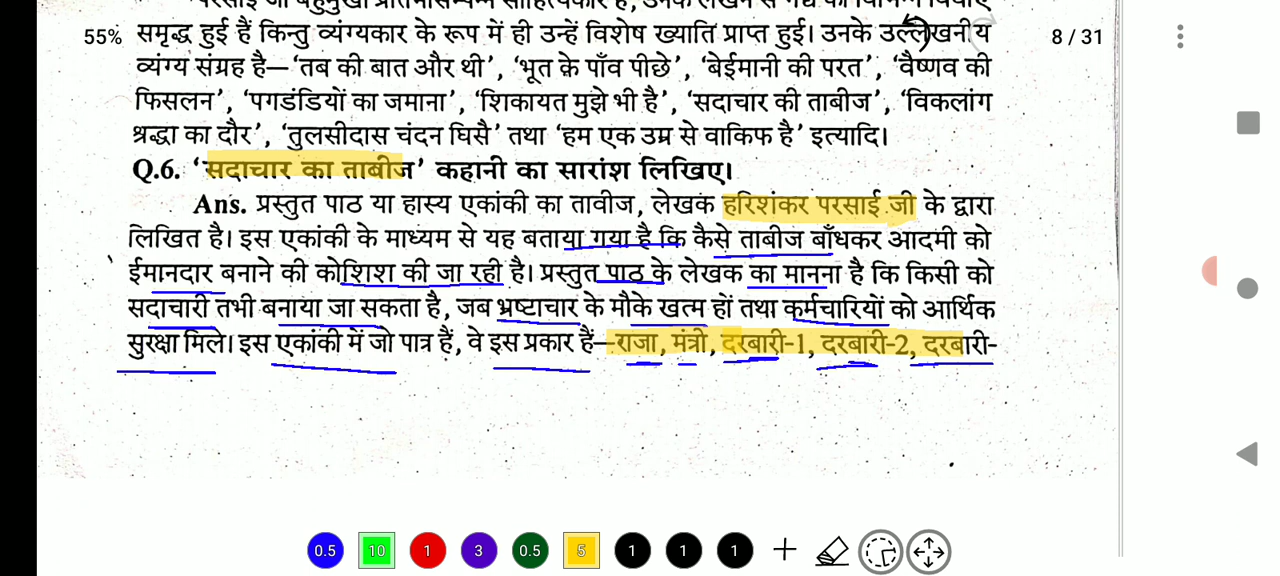 55%
8 / 31
समृद्ध हुई हैं किन्तु व्यंग्यकार के रूप में ही उन्हें विशेष ख्याति प्राप्त हुई। उनके उल्लेखनीय
व्यंग्य संग्रह है—‘तब की बात और थी’, ‘भूत के पाँव पीछे’, ‘बेईमानी की परत’, ‘वैष्णव की
फिसलन’, ‘पगडंडियों का जमाना’, ‘शिकायत मुझे भी है’, ‘सदाचार की ताबीज’, ‘विकलांग
श्रद्धा का दौर’, ‘तुलसीदास चंदन घिसै’ तथा ‘हम एक उम्र से वाकिफ है’ इत्यादि।
Q.6. ‘सदाचार का ताबीज’ कहानी का सारांश लिखिए।
Ans. प्रस्तुत पाठ या हास्य एकांकी का तावीज, लेखक हरिशंकर परसाई जी के द्वारा
लिखित है। इस एकांकी के माध्यम से यह बताया गया है कि कैसे ताबीज बाँधकर आदमी को
ईमानदार बनाने की कोशिश की जा रही है। प्रस्तुत पाठ के लेखक का मानना है कि किसी को
सदाचारी तभी बनाया जा सकता है, जब भ्रष्टाचार के मौके खत्म हों तथा कर्मचारियों को आर्थिक
सुरक्षा मिले। इस एकांकी में जो पात्र हैं, वे इस प्रकार हैं—राजा, मंत्री, दरबारी-1, दरबारी-2, दरबारी-
0.5 10 1 3 0.5 5 1 1 1